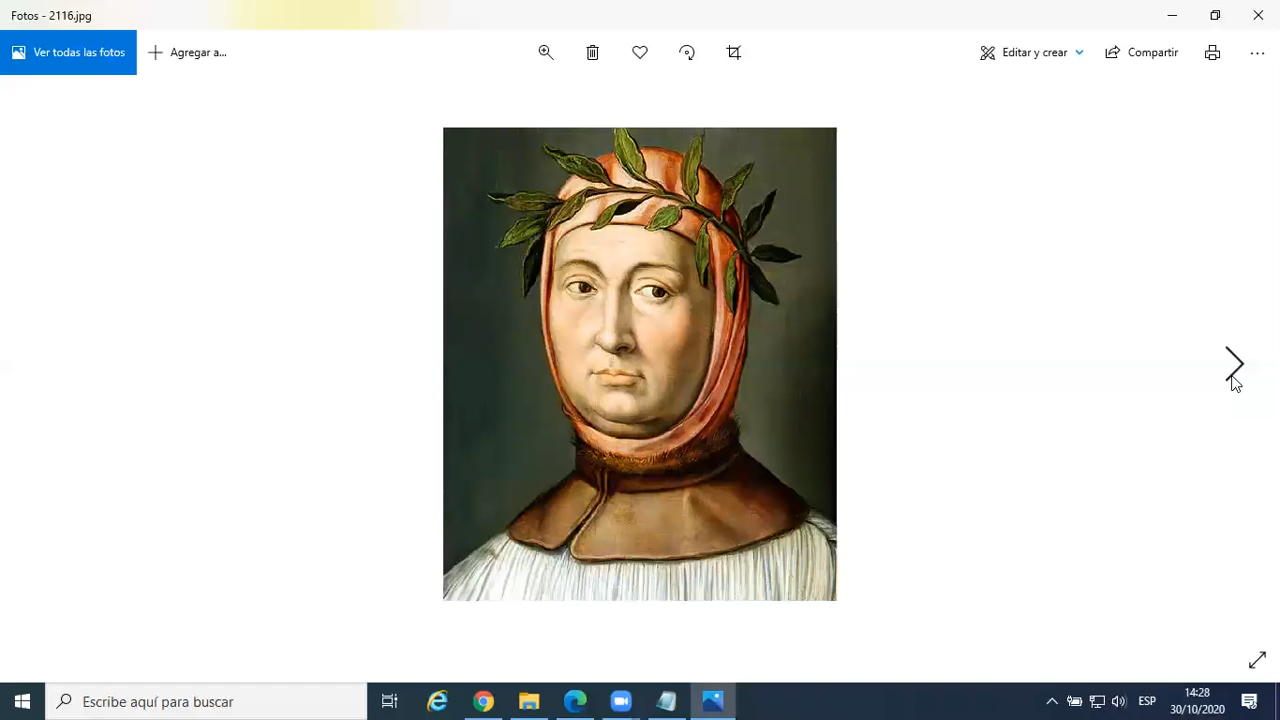 Fotos - 2116.jpg
Ver todas las fotos
Agregar a...
Editar y crear
Compartir
Escribe aquí para buscar
ESP
14:28
30/10/2020